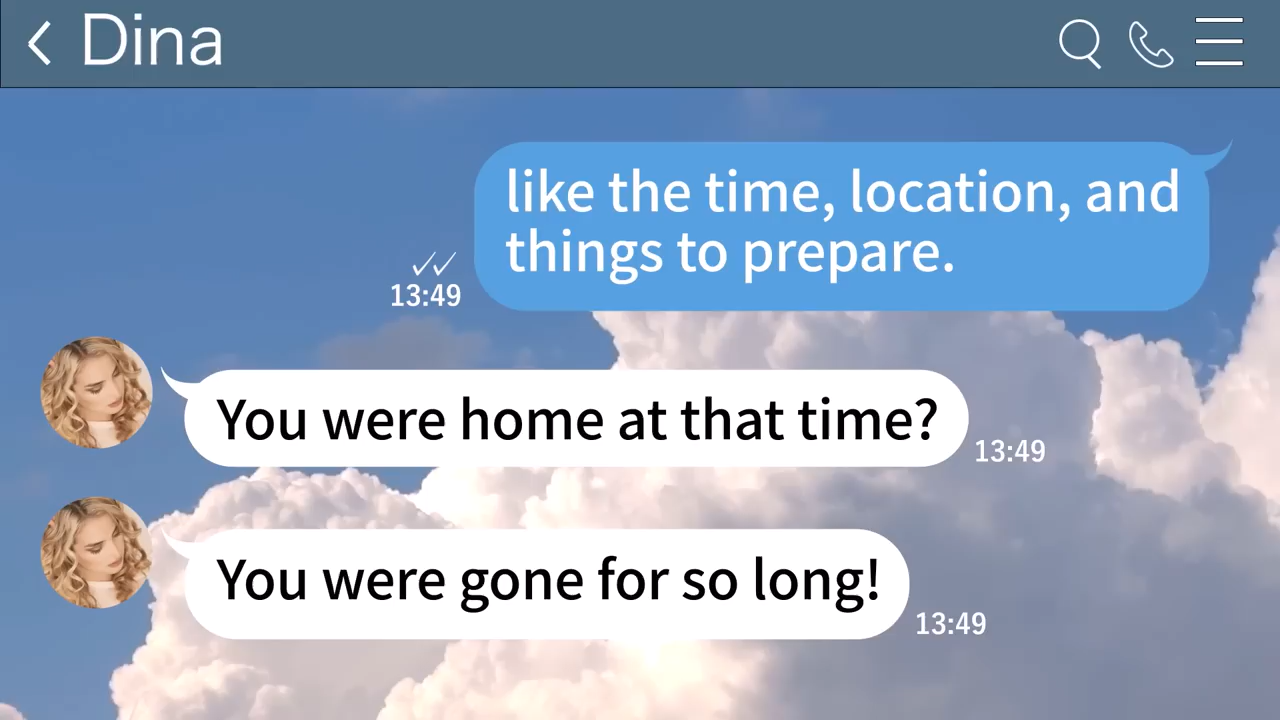 Dina
like the time, location, and
things to prepare.
13:49
You were home at that time?
13:49
You were gone for so long!
13:49